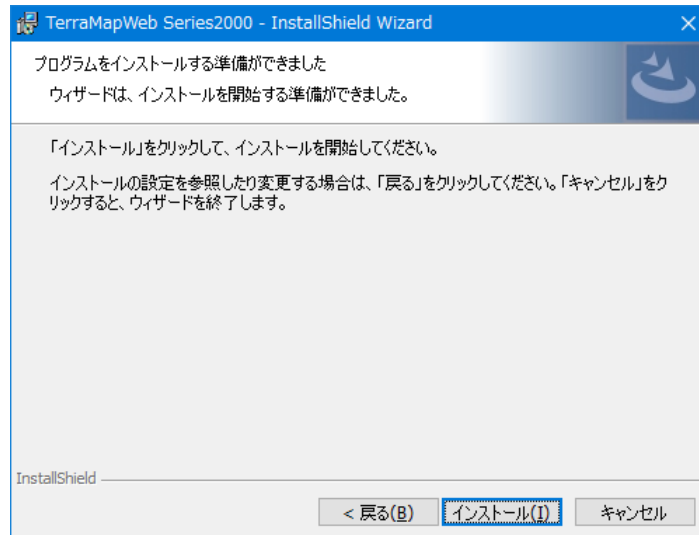 TerraMapWeb Series2000 - InstallShield Wizard
プログラムをインストールする準備ができました
ウィザードは、インストールを開始する準備ができました。
「インストール」をクリックして、インストールを開始してください。
インストールの設定を参照したり変更する場合は、「戻る」をクリックしてください。「キャンセル」をク
リックすると、ウィザードを終了します。
InstallShield
< 戻る(B) インストール(I) キャンセル